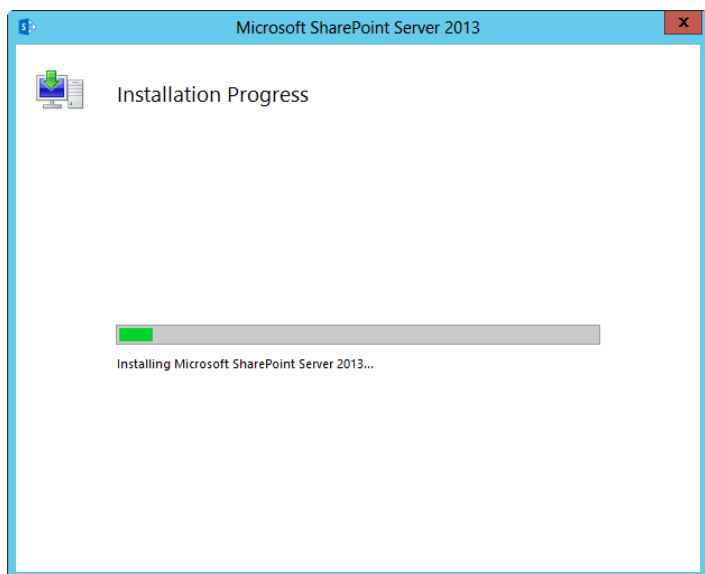 Microsoft SharePoint Server 2013
Installation Progress
Installing Microsoft SharePoint Server 2013...